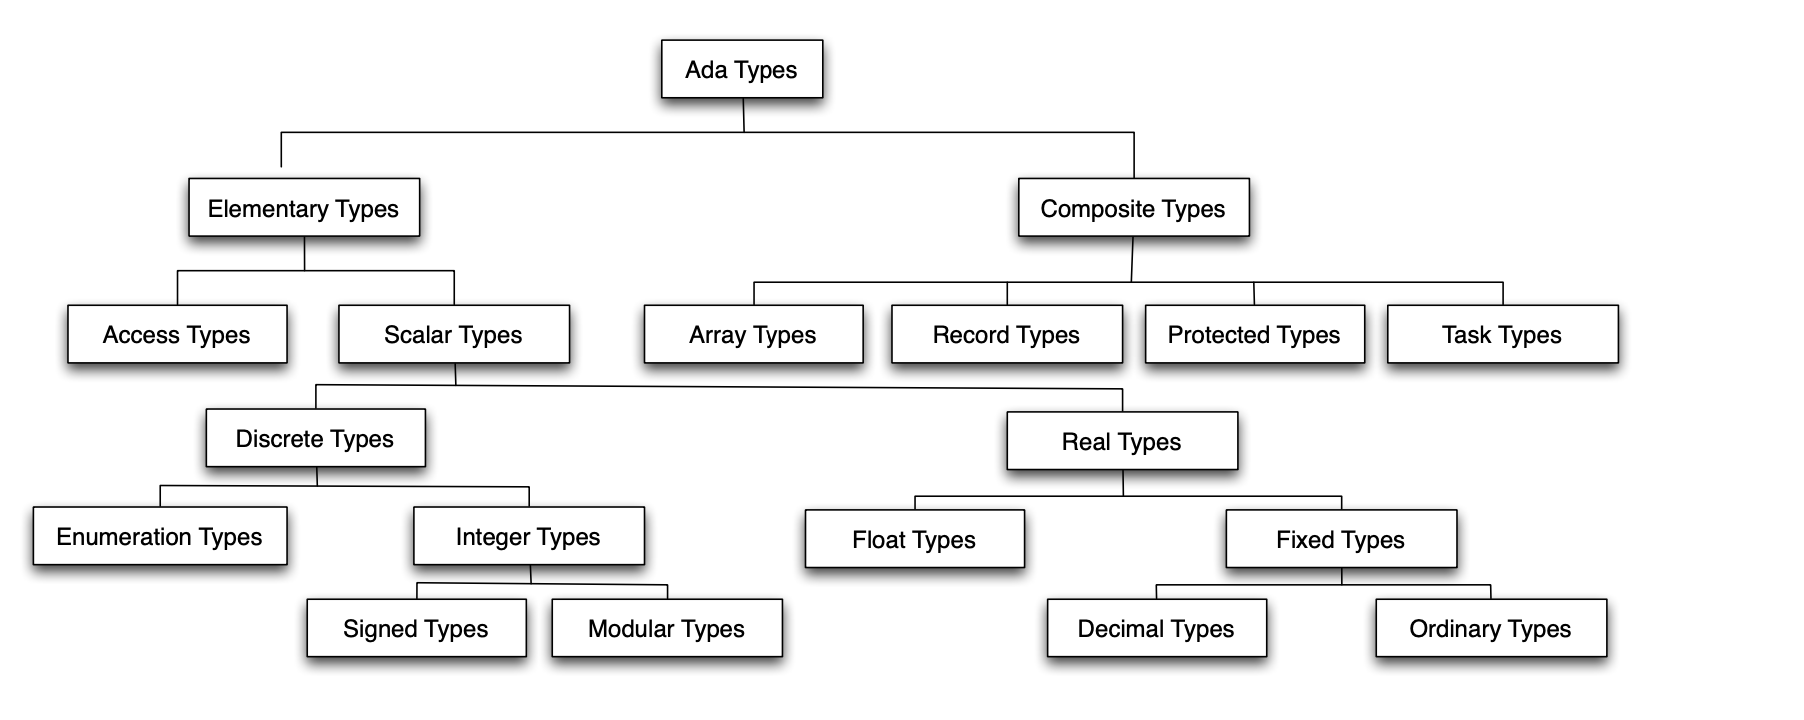 Ada Types
Elementary Types
Composite Types
Access Types
Scalar Types
Array Types
Record Types
Protected Types
Task Types
Discrete Types
Real Types
Enumeration Types
Integer Types
Float Types
Fixed Types
Signed Types
Modular Types
Decimal Types
Ordinary Types